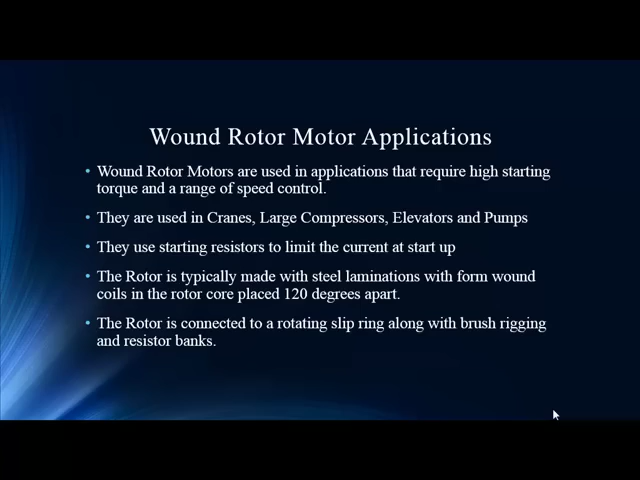 Wound Rotor Motor Applications
• Wound Rotor Motors are used in applications that require high starting
torque and a range of speed control.
• They are used in Cranes, Large Compressors, Elevators and Pumps
• They use starting resistors to limit the current at start up
• The Rotor is typically made with steel laminations with form wound
coils in the rotor core placed 120 degrees apart.
• The Rotor is connected to a rotating slip ring along with brush rigging
and resistor banks.